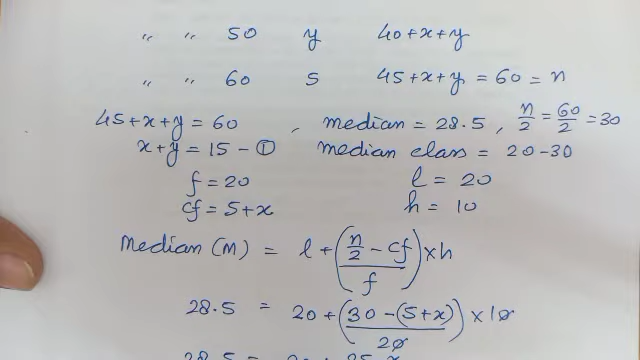 " " 50 y 40+x+y
" " 60 5 45+x+y = 60 = n
45+x+y = 60 , median = 28.5 , n/2 = 60/2 = 30
x+y = 15 - ① median class = 20-30
f = 20 l = 20
cf = 5+x h = 10
Median (M) = l + ((n/2 - cf)/f) × h
28.5 = 20 + ((30 - (5+x))/20) × 10